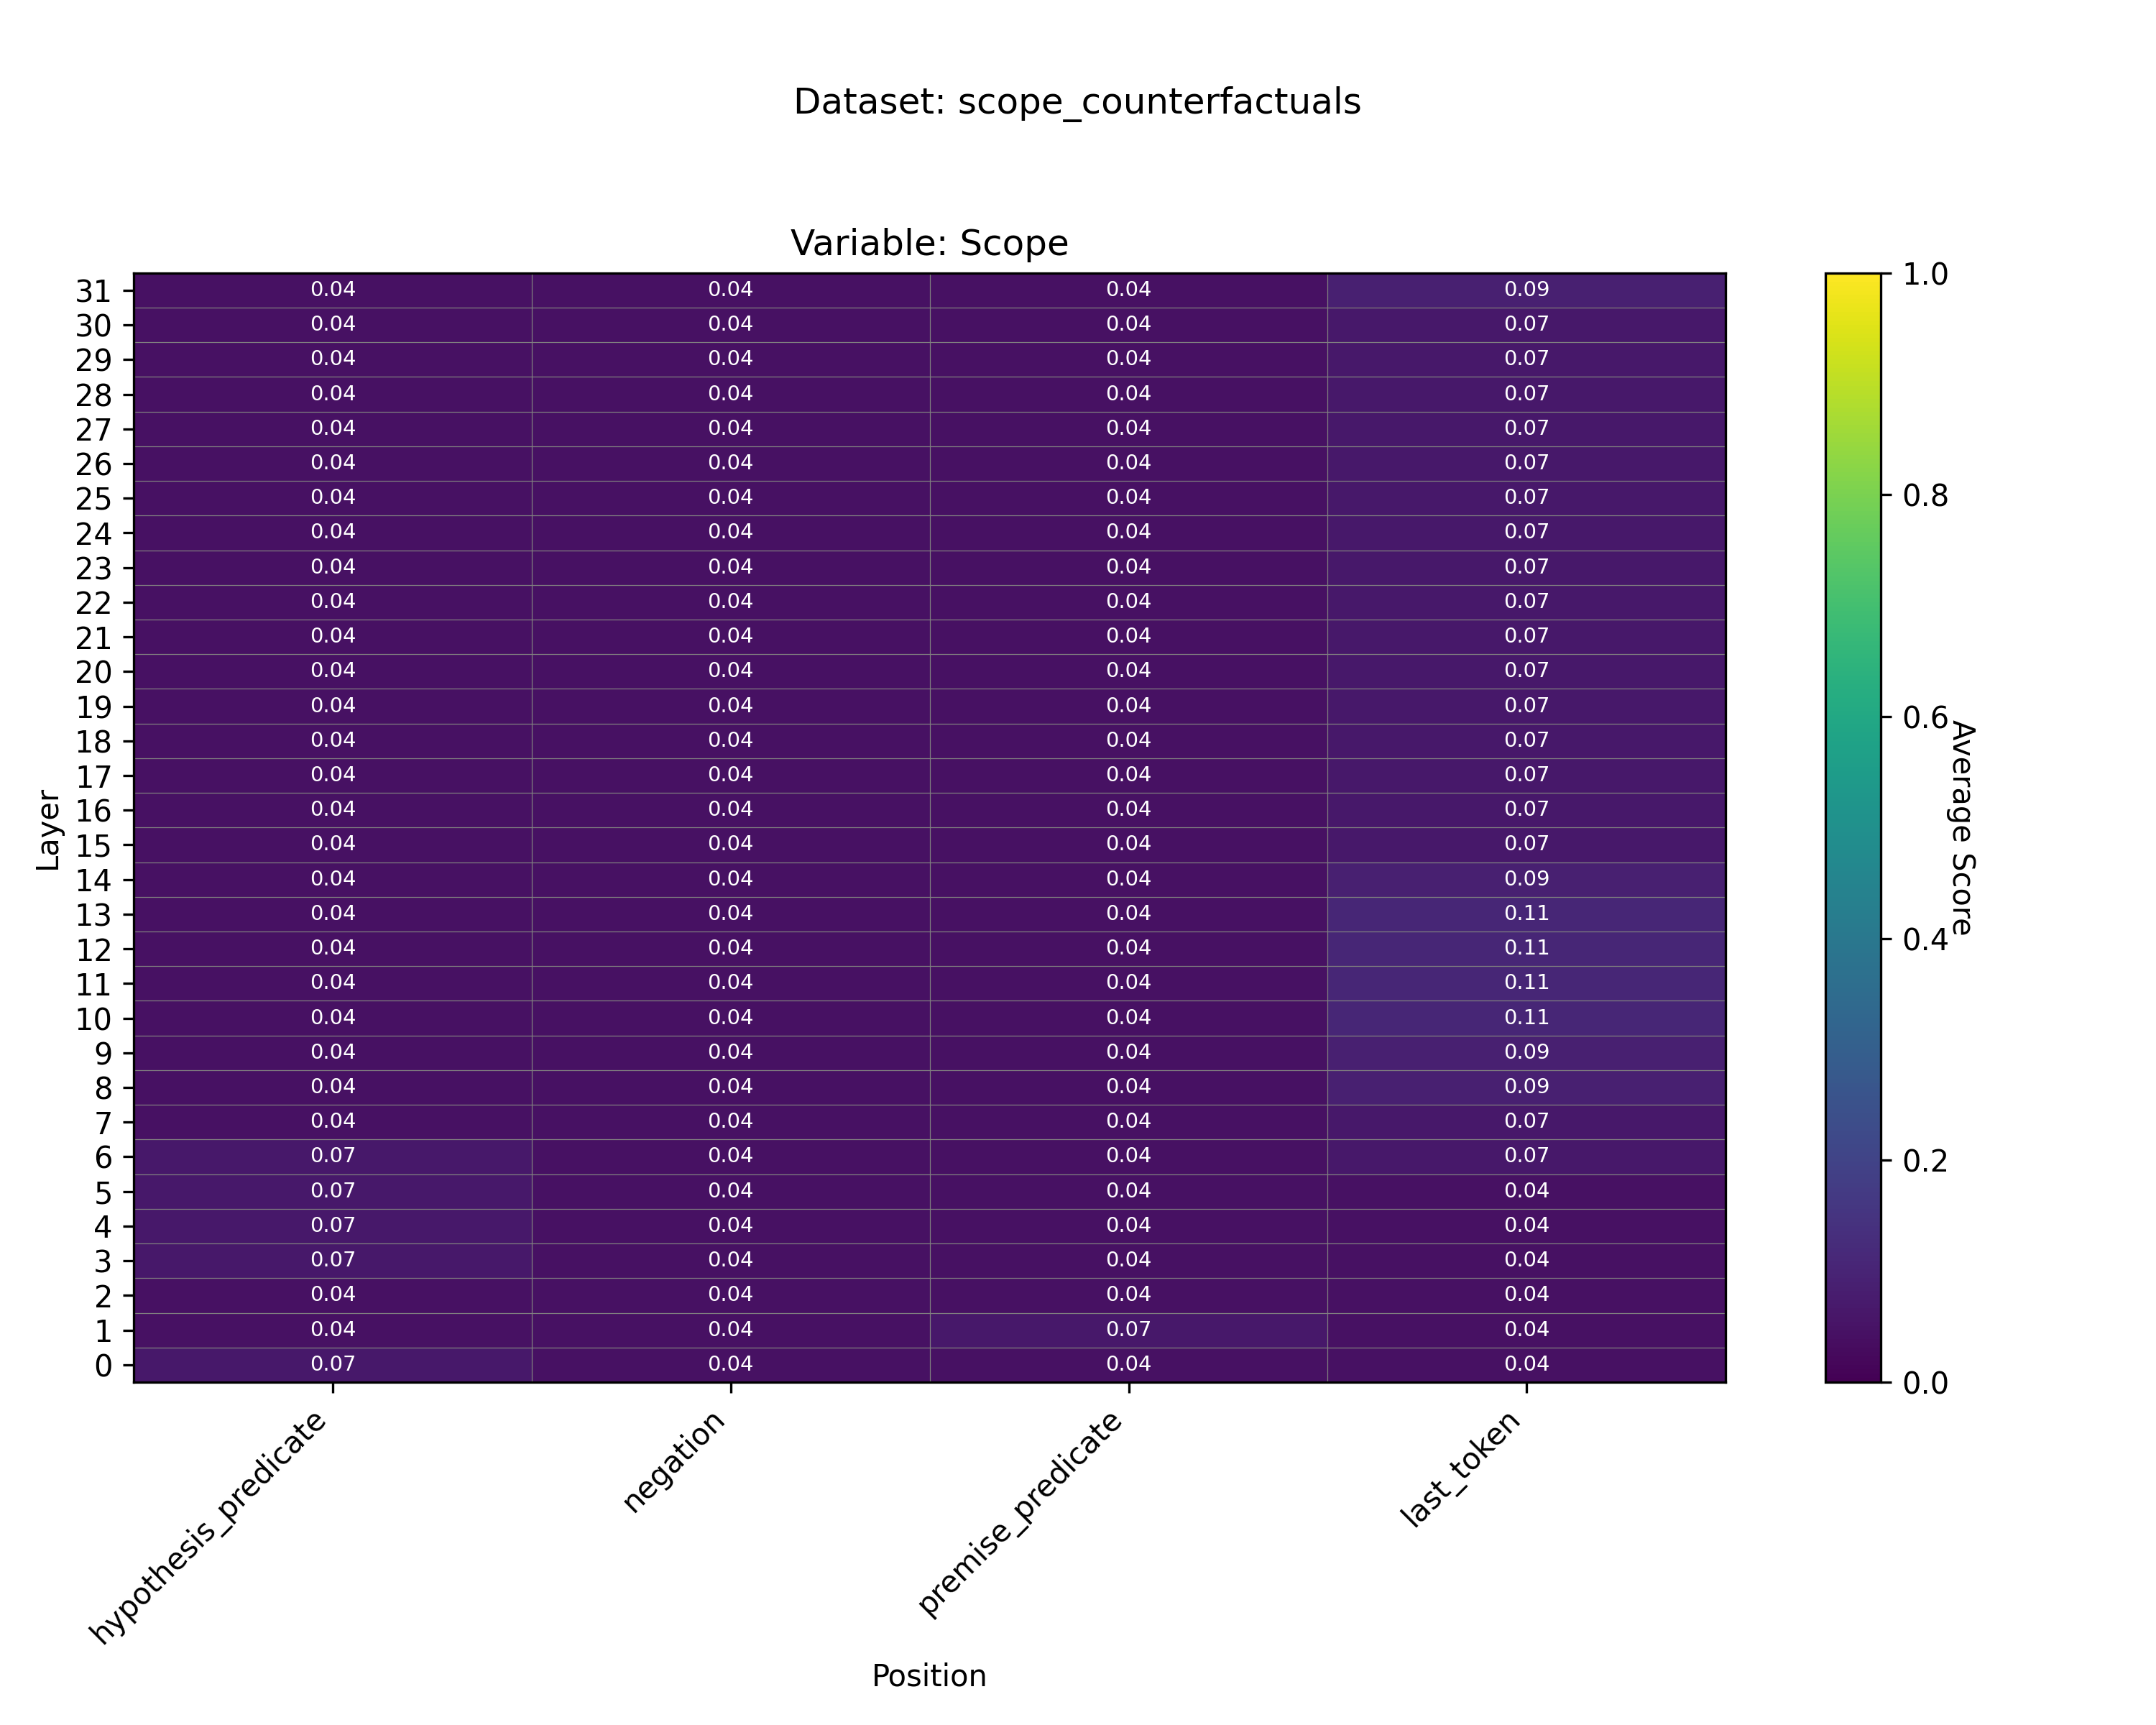 Dataset: scope_counterfactuals
Variable: Scope
31 0.04 0.04 0.04 0.09
30 0.04 0.04 0.04 0.07
29 0.04 0.04 0.04 0.07
28 0.04 0.04 0.04 0.07
27 0.04 0.04 0.04 0.07
26 0.04 0.04 0.04 0.07
25 0.04 0.04 0.04 0.07
24 0.04 0.04 0.04 0.07
23 0.04 0.04 0.04 0.07
22 0.04 0.04 0.04 0.07
21 0.04 0.04 0.04 0.07
20 0.04 0.04 0.04 0.07
19 0.04 0.04 0.04 0.07
18 0.04 0.04 0.04 0.07
17 0.04 0.04 0.04 0.07
16 0.04 0.04 0.04 0.07
15 0.04 0.04 0.04 0.07
14 0.04 0.04 0.04 0.09
13 0.04 0.04 0.04 0.11
12 0.04 0.04 0.04 0.11
11 0.04 0.04 0.04 0.11
10 0.04 0.04 0.04 0.11
9 0.04 0.04 0.04 0.09
8 0.04 0.04 0.04 0.09
7 0.04 0.04 0.04 0.07
6 0.07 0.04 0.04 0.07
5 0.07 0.04 0.04 0.04
4 0.07 0.04 0.04 0.04
3 0.07 0.04 0.04 0.04
2 0.04 0.04 0.04 0.04
1 0.04 0.04 0.07 0.04
0 0.07 0.04 0.04 0.04
Layer
hypothesis_predicate
negation
premise_predicate
last_token
Position
1.0
0.8
0.6
0.4
0.2
0.0
Average Score